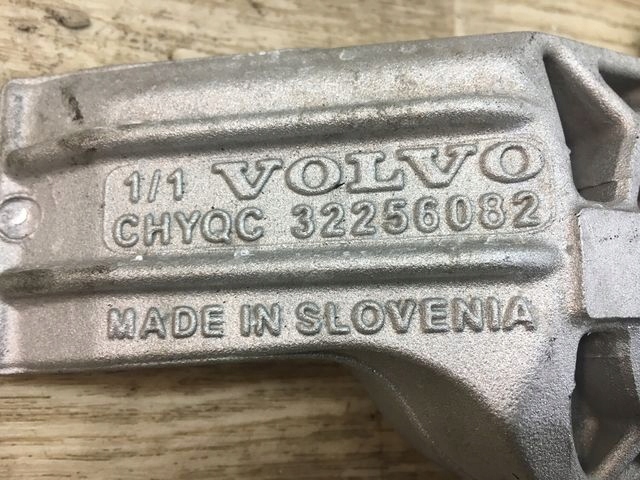 1/1 VOLVO
CHYQC 32256082
MADE IN SLOVENIA